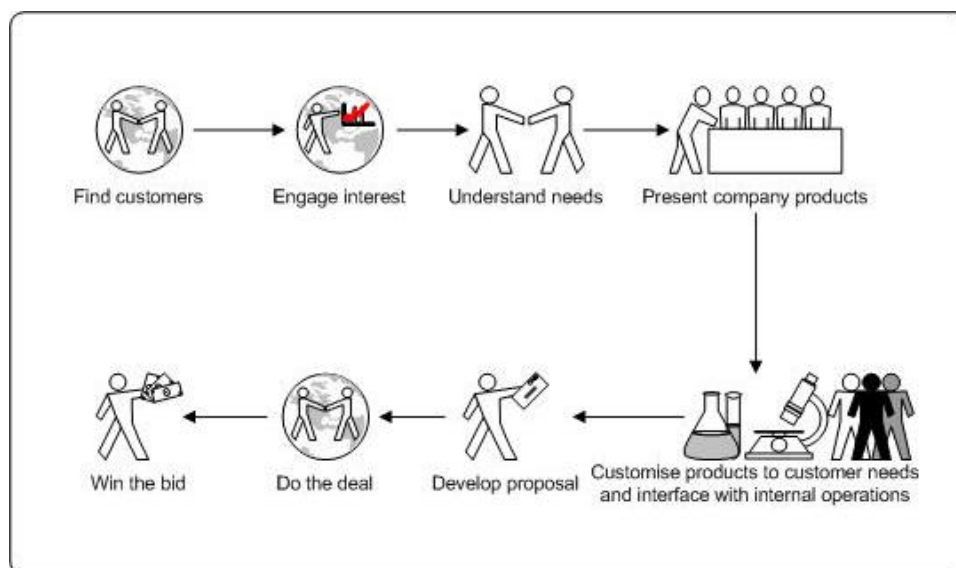 Find customers
Engage interest
Understand needs
Present company products
Customise products to customer needs
and interface with internal operations
Develop proposal
Do the deal
Win the bid